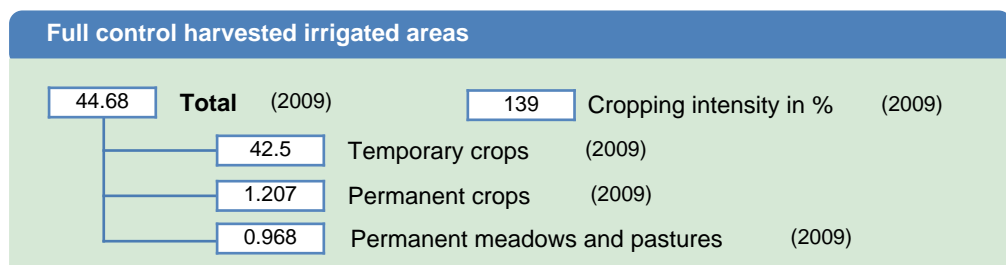 Full control harvested irrigated areas
44.68 Total (2009) 139 Cropping intensity in % (2009)
42.5 Temporary crops (2009)
1.207 Permanent crops (2009)
0.968 Permanent meadows and pastures (2009)